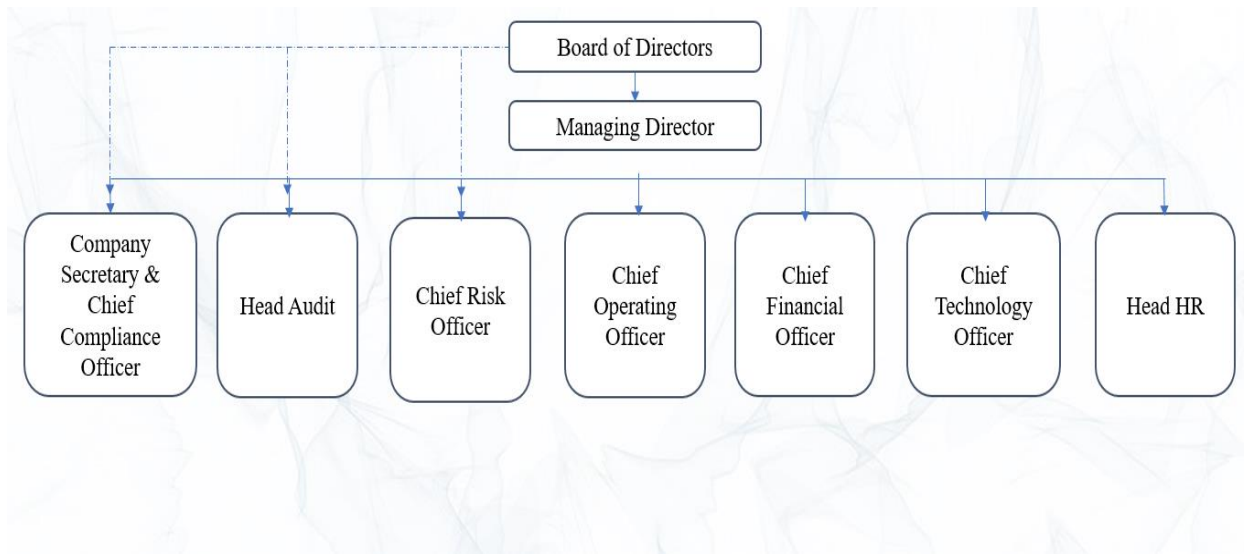 Board of Directors
Managing Director
Company
Secretary &
Chief
Compliance
Officer
Head Audit
Chief Risk
Officer
Chief
Operating
Officer
Chief
Financial
Officer
Chief
Technology
Officer
Head HR